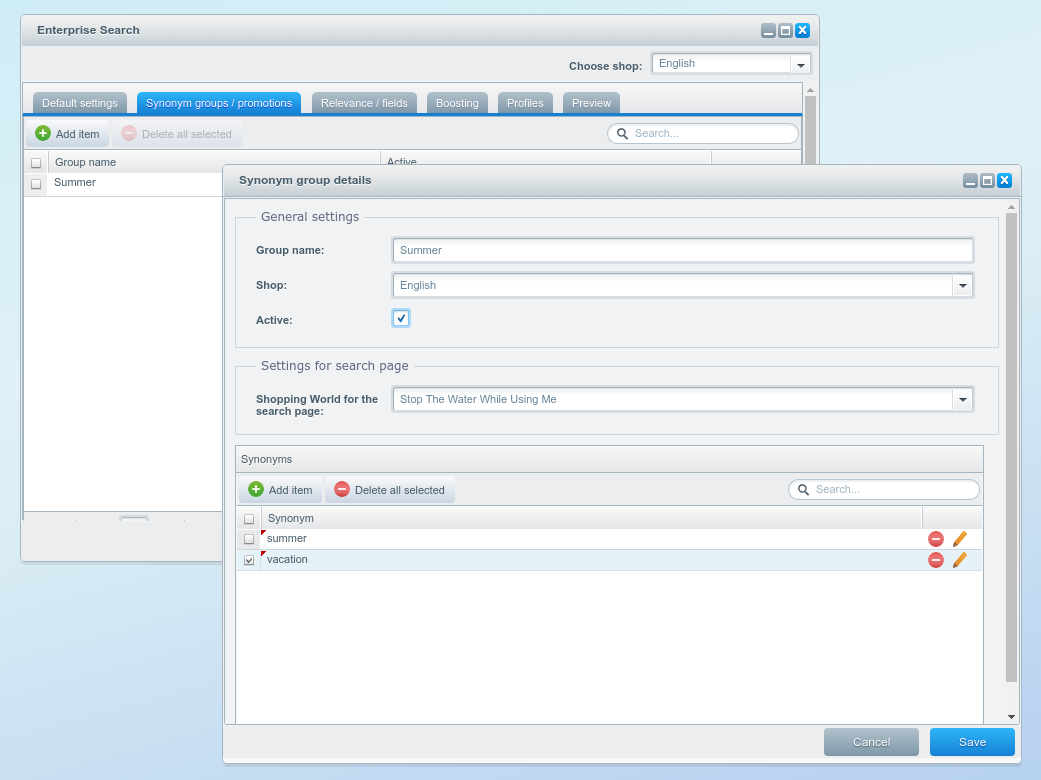 Enterprise Search
Choose shop: English
Default settings Synonym groups / promotions Relevance / fields Boosting Profiles Preview
Add item Delete all selected Search...
Group name Active
Summer
Synonym group details
General settings
Group name: Summer
Shop: English
Active:
Settings for search page
Shopping World for the
search page: Stop The Water While Using Me
Synonyms
Add item Delete all selected Search...
Synonym
summer
vacation
Cancel Save